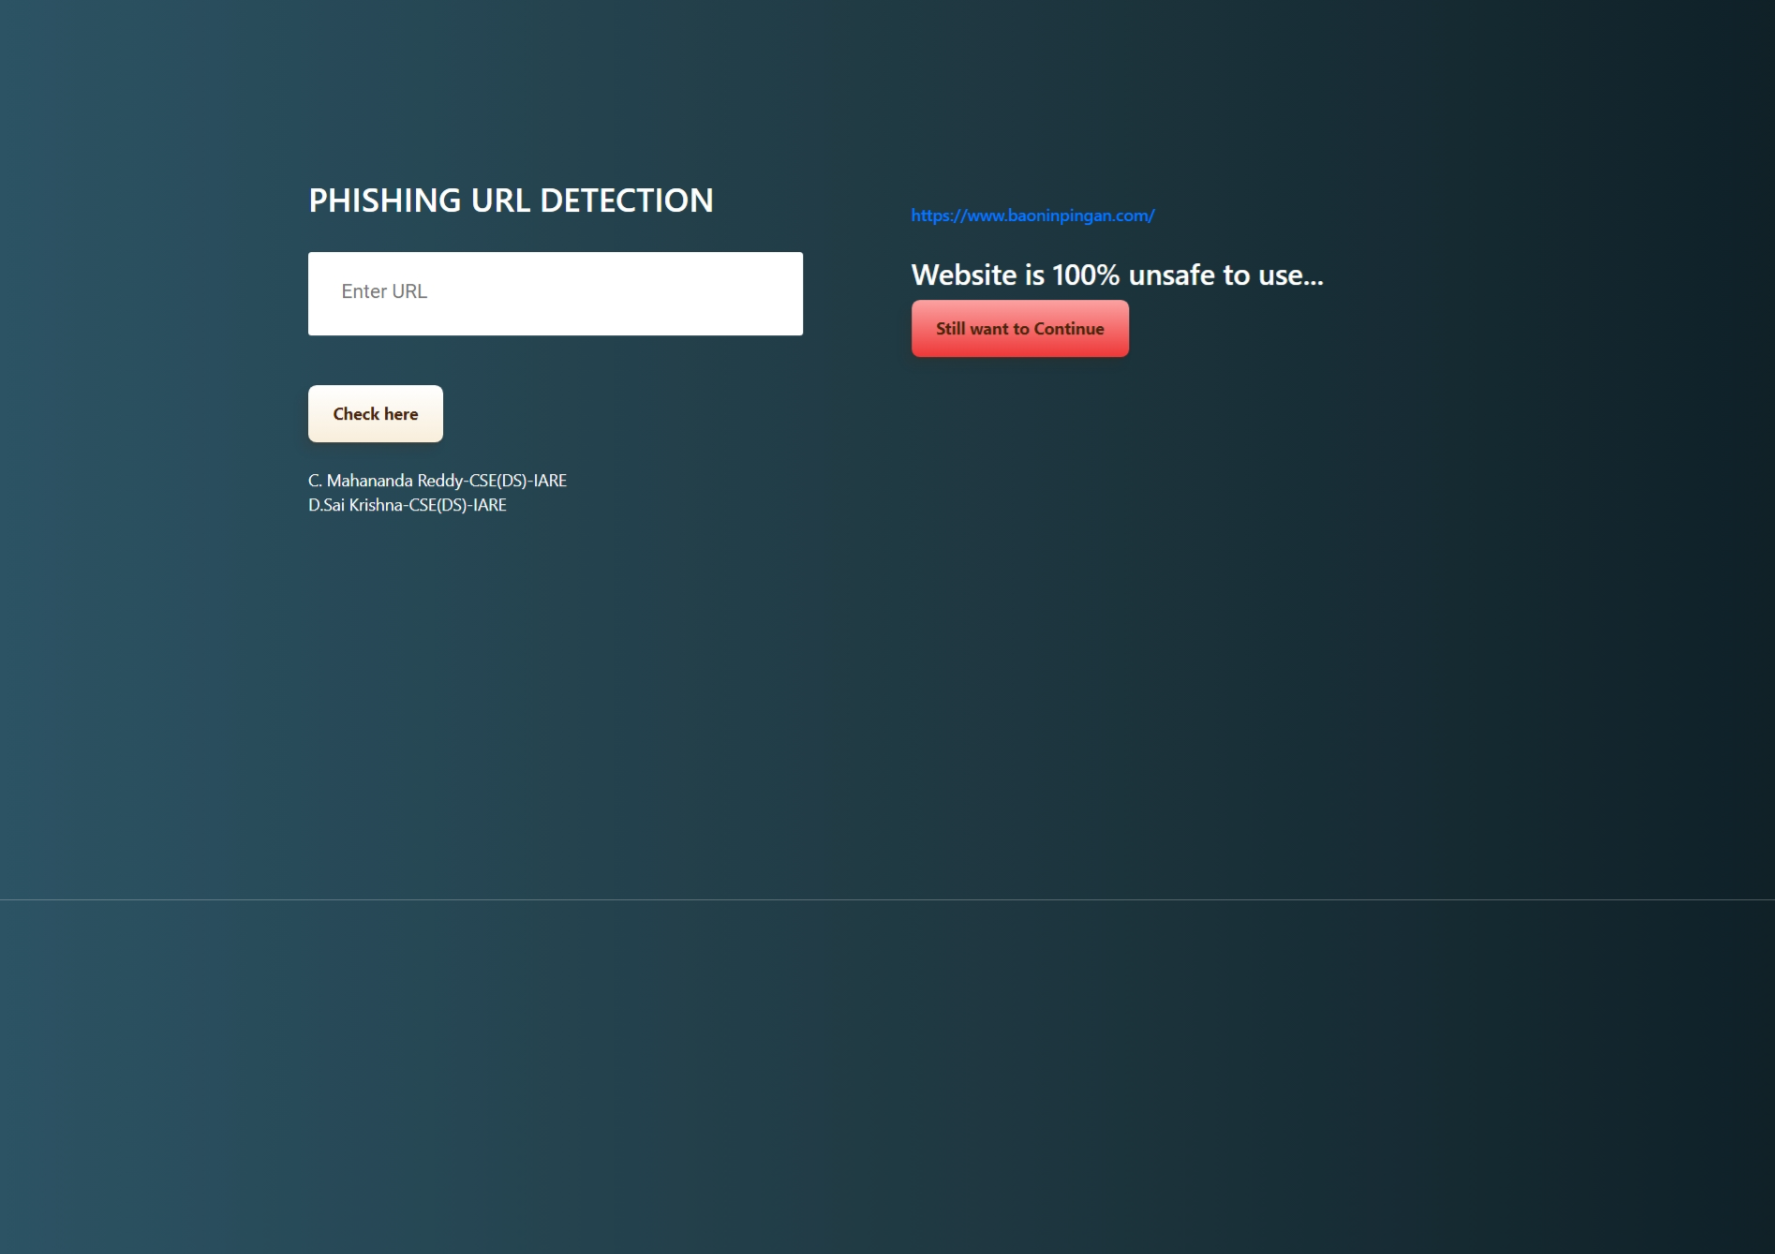 PHISHING URL DETECTION
Enter URL
Check here
C. Mahananda Reddy-CSE(DS)-IARE
D.Sai Krishna-CSE(DS)-IARE
https://www.baoninpingan.com/
Website is 100% unsafe to use...
Still want to Continue